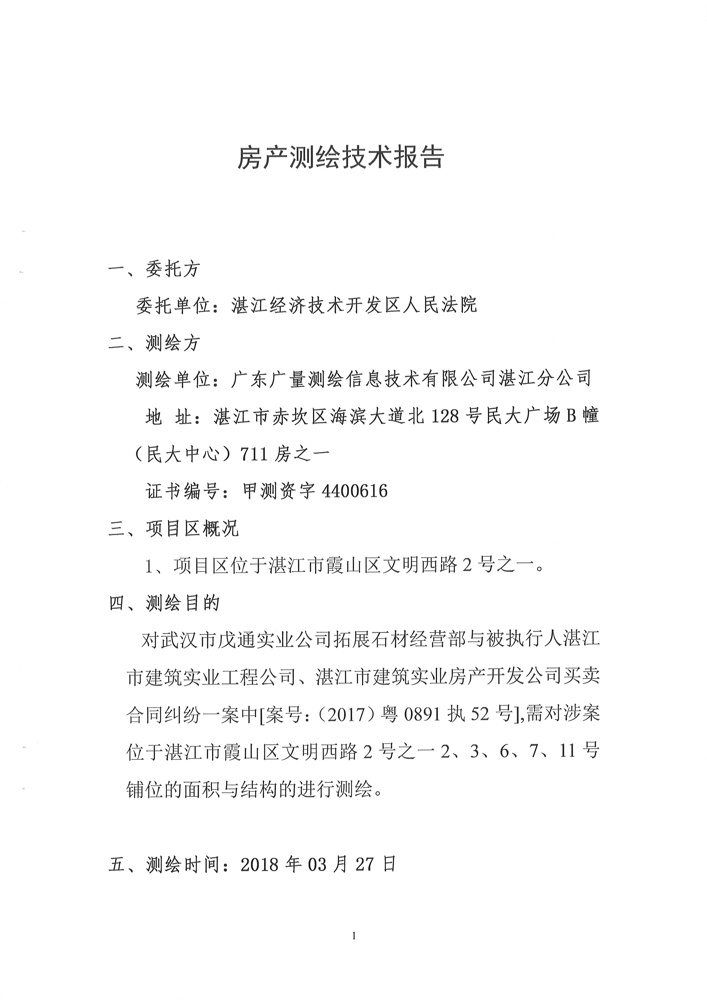 房产测绘技术报告
一、委托方
委托单位：湛江经济技术开发区人民法院
二、测绘方
测绘单位：广东广量测绘信息技术有限公司湛江分公司
地 址：湛江市赤坎区海滨大道北 128 号民大广场 B 幢
（民大中心）711 房之一
证书编号：甲测资字 4400616
三、项目区概况
1、项目区位于湛江市霞山区文明西路 2 号之一。
四、测绘目的
对武汉市戊通实业公司拓展石材经营部与被执行人湛江
市建筑实业工程公司、湛江市建筑实业房产开发公司买卖
合同纠纷一案中[案号：（2017）粤 0891 执 52 号],需对涉案
位于湛江市霞山区文明西路 2 号之一 2、3、6、7、11 号
铺位的面积与结构的进行测绘。
五、测绘时间：2018 年 03 月 27 日
1